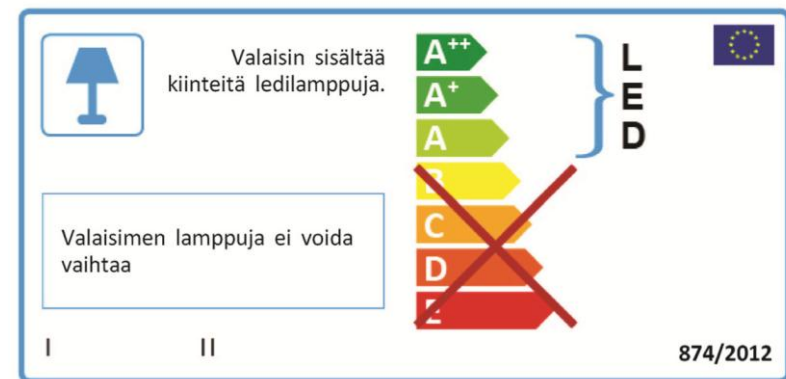 Valaisin sisältää
kiinteitä ledilamppuja.
A++
A+
A
B
C
D
E
L
E
D
Valaisimen lamppuja ei voida
vaihtaa
I II
874/2012